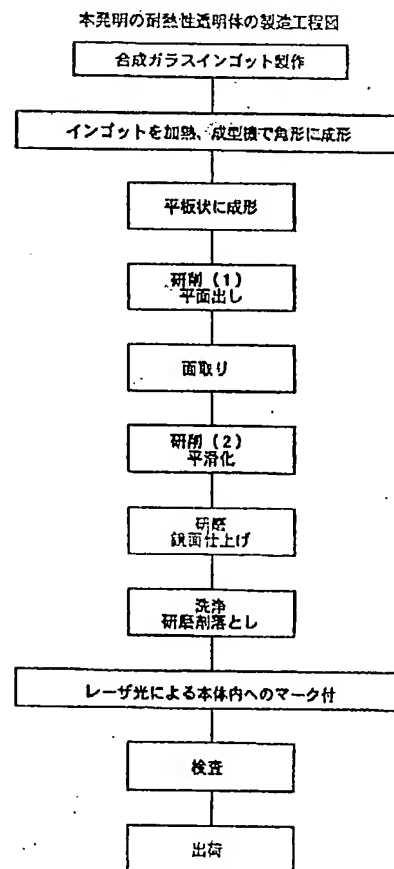 本発明の耐熱性透明体の製造工程図
合成ガラスインゴット製作
インゴットを加熱、成型機で角形に成形
平板状に成形
研削（1）
平面出し
面取り
研削（2）
平滑化
研磨
鏡面仕上げ
洗浄
研磨剤落とし
レーザ光による本体内へのマーク付
検査
出荷